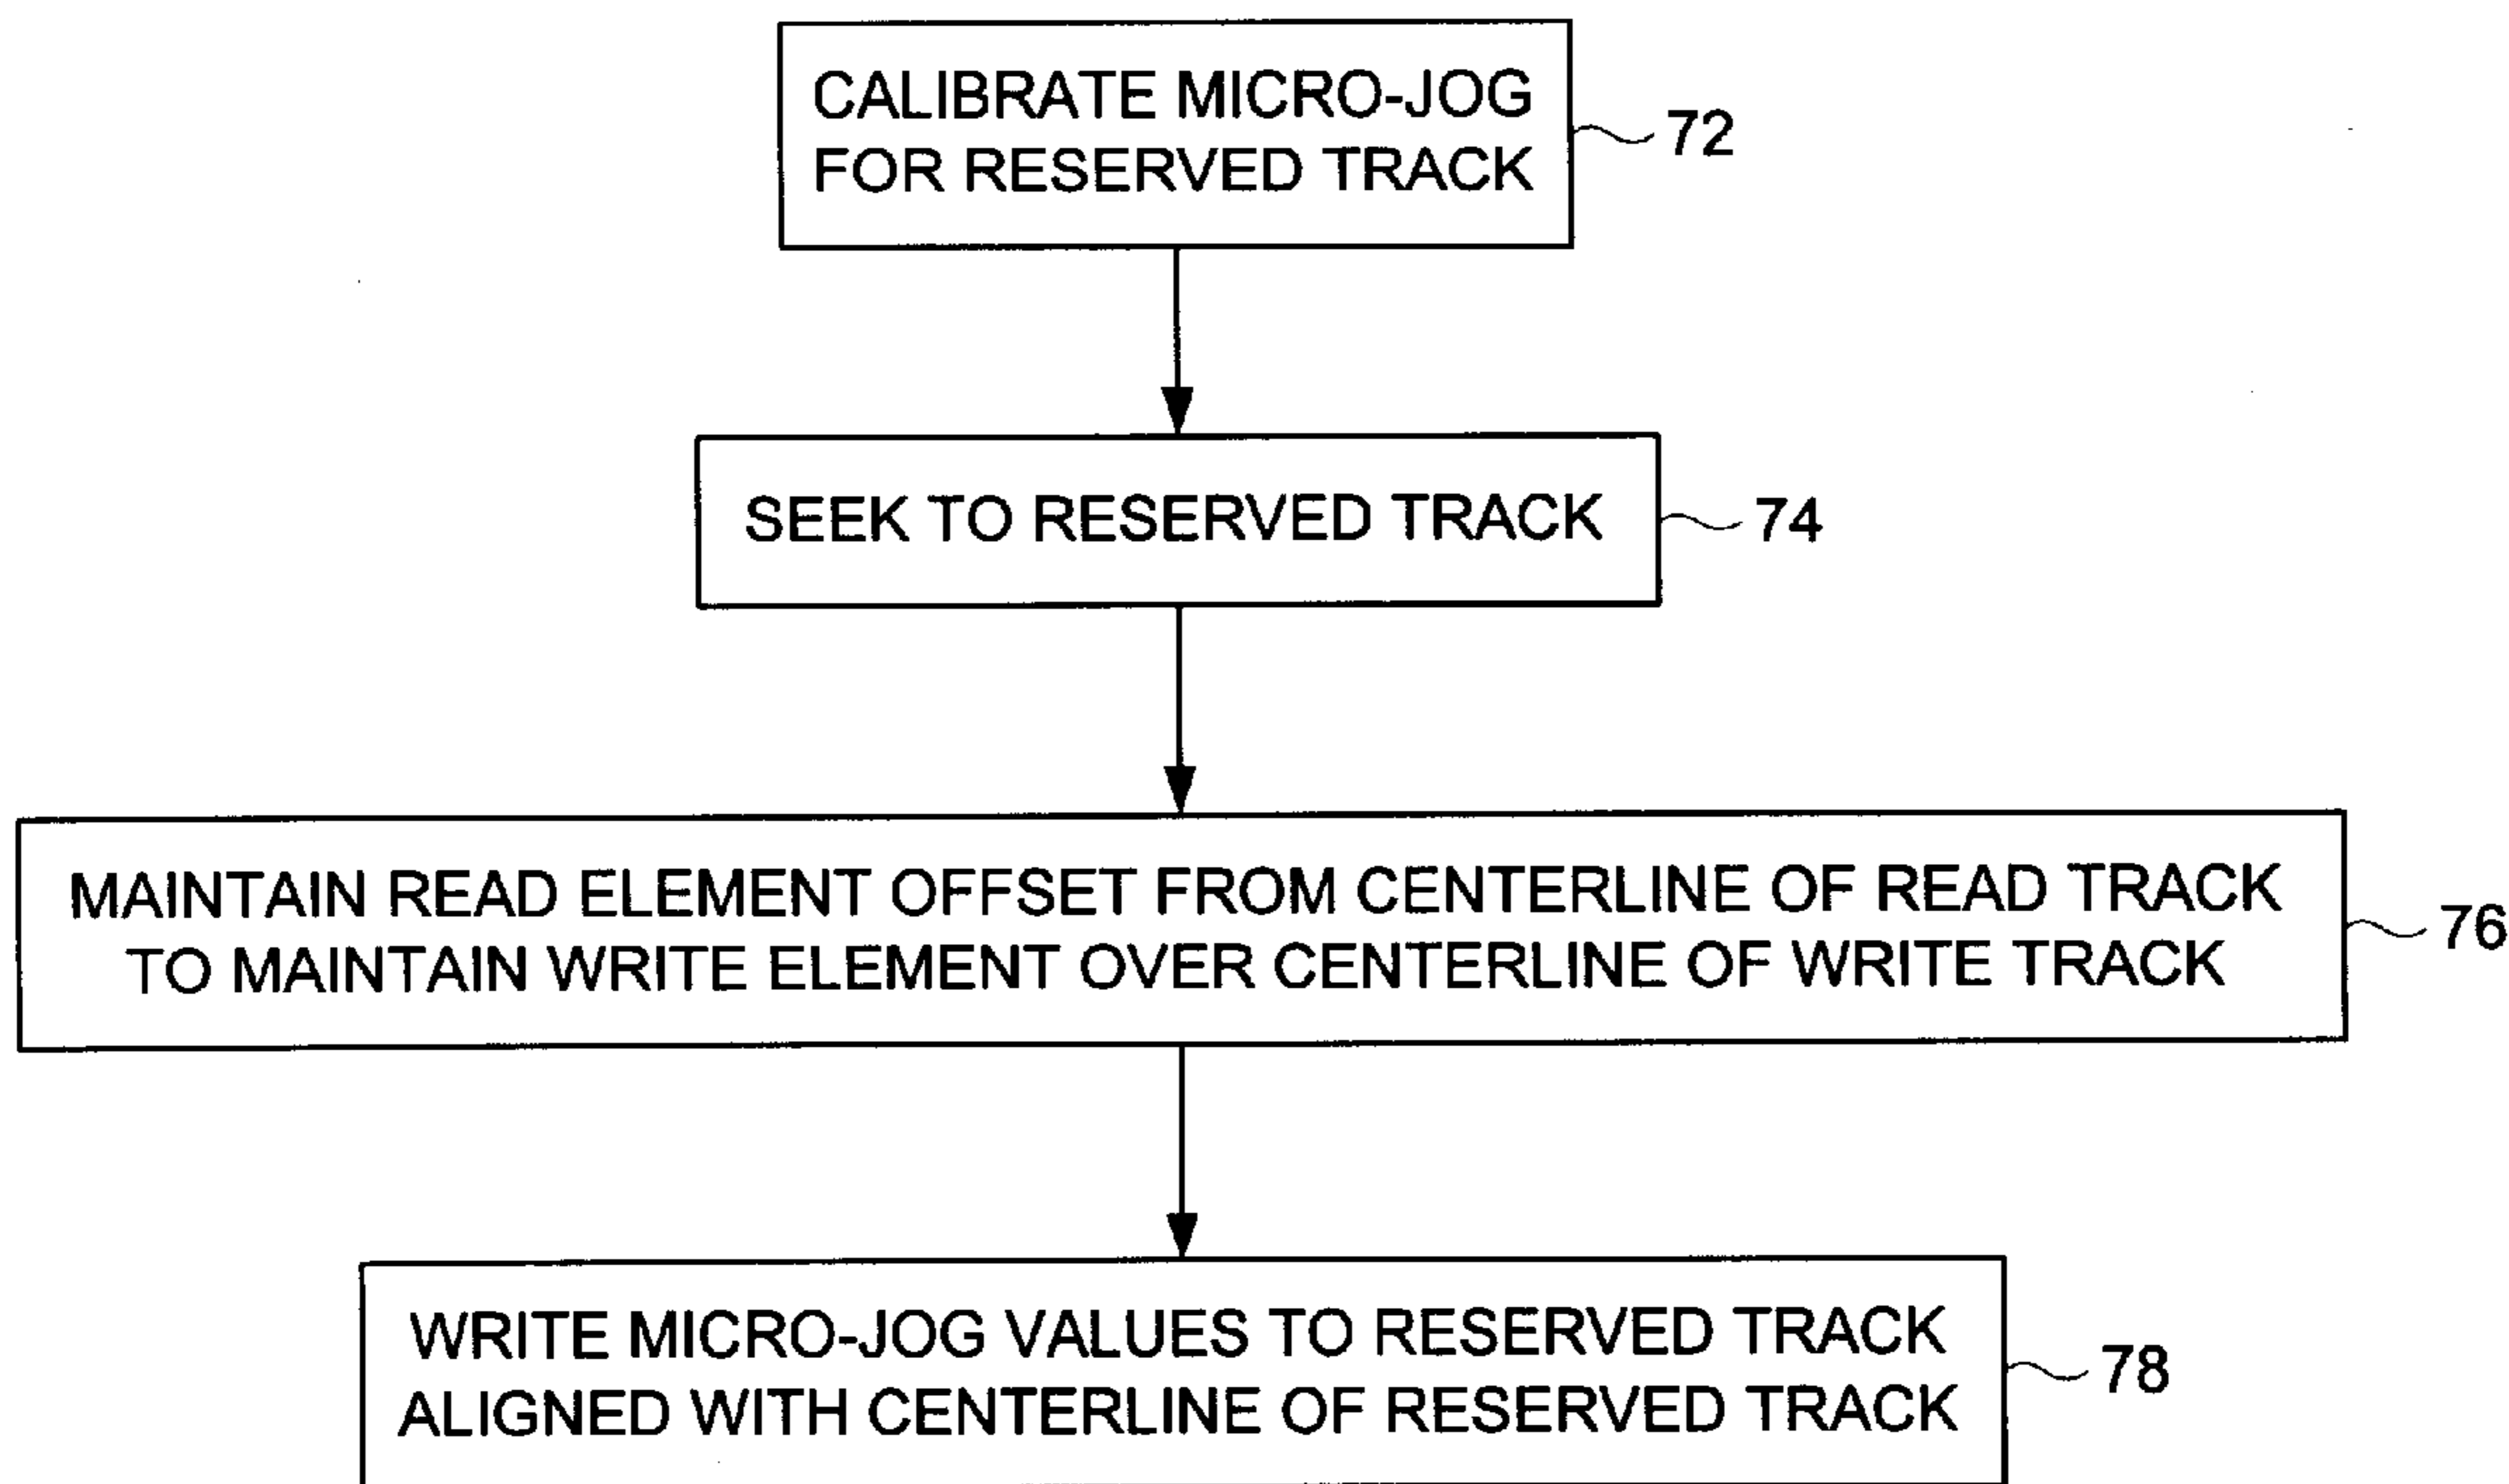 CALIBRATE MICRO-JOG
FOR RESERVED TRACK
72
SEEK TO RESERVED TRACK
74
MAINTAIN READ ELEMENT OFFSET FROM CENTERLINE OF READ TRACK
TO MAINTAIN WRITE ELEMENT OVER CENTERLINE OF WRITE TRACK
76
WRITE MICRO-JOG VALUES TO RESERVED TRACK
ALIGNED WITH CENTERLINE OF RESERVED TRACK
78